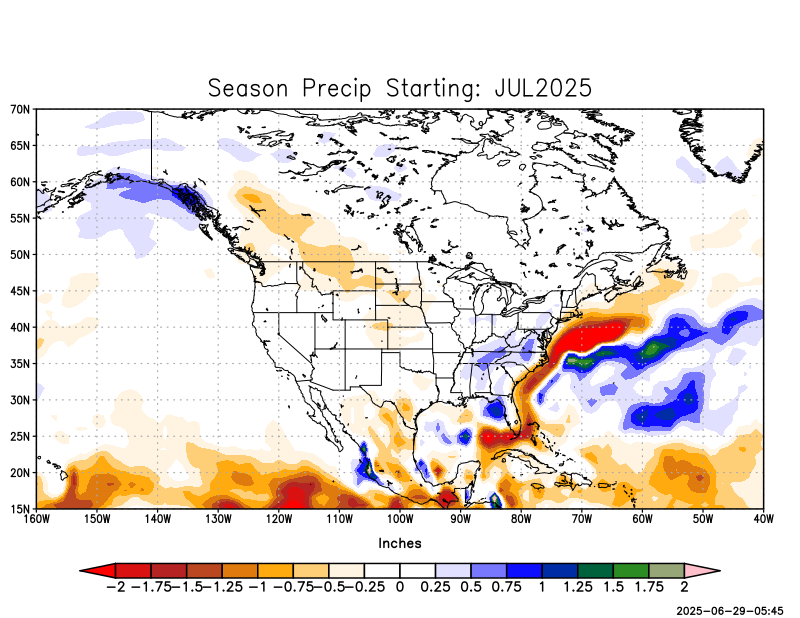 Season Precip Starting: JUL2025
70N
65N
60N
55N
50N
45N
40N
35N
30N
25N
20N
15N
160W 150W 140W 130W 120W 110W 100W 90W 80W 70W 60W 50W 40W
Inches
−2 −1.75 −1.5 −1.25 −1 −0.75 −0.5 −0.25 0 0.25 0.5 0.75 1 1.25 1.5 1.75 2
2025−06−29−05:45